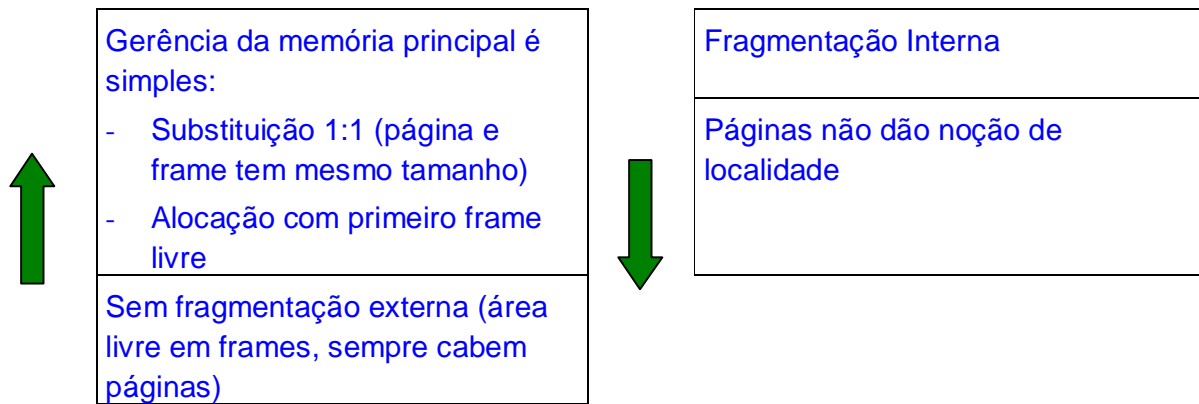 Gerência da memória principal é
simples:
- Substituição 1:1 (página e
frame tem mesmo tamanho)
- Alocação com primeiro frame
livre
Sem fragmentação externa (área
livre em frames, sempre cabem
páginas)
Fragmentação Interna
Páginas não dão noção de
localidade